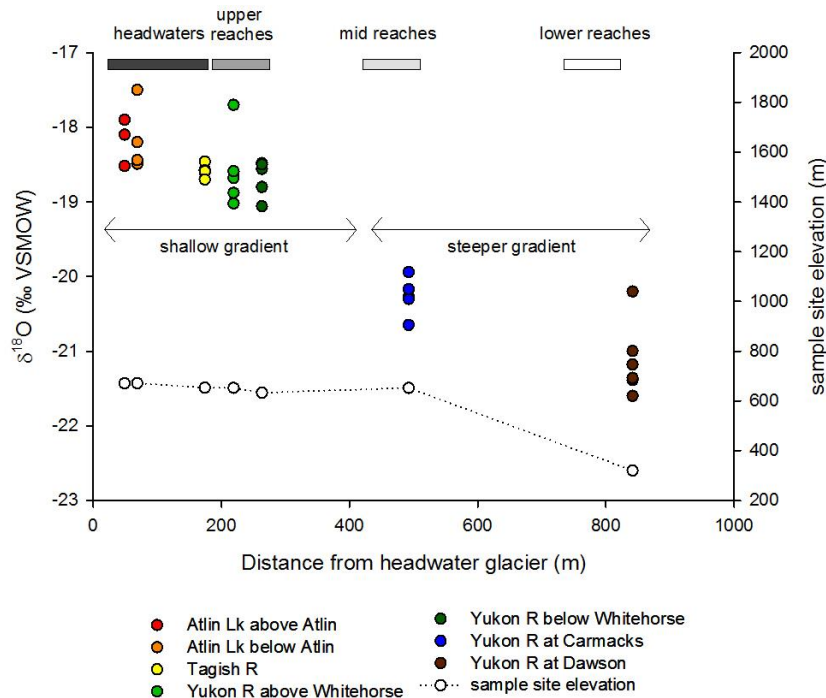 upper
headwaters reaches mid reaches lower reaches
-17 2000
-18 1800
-19 1600
-20 1400
-21 1200
-22 1000
-23 800
600
400
200
δ18O (‰ VSMOW)
sample site elevation (m)
shallow gradient steeper gradient
0 200 400 600 800 1000
Distance from headwater glacier (m)
Atlin Lk above Atlin
Atlin Lk below Atlin
Tagish R
Yukon R above Whitehorse
Yukon R below Whitehorse
Yukon R at Carmacks
Yukon R at Dawson
sample site elevation